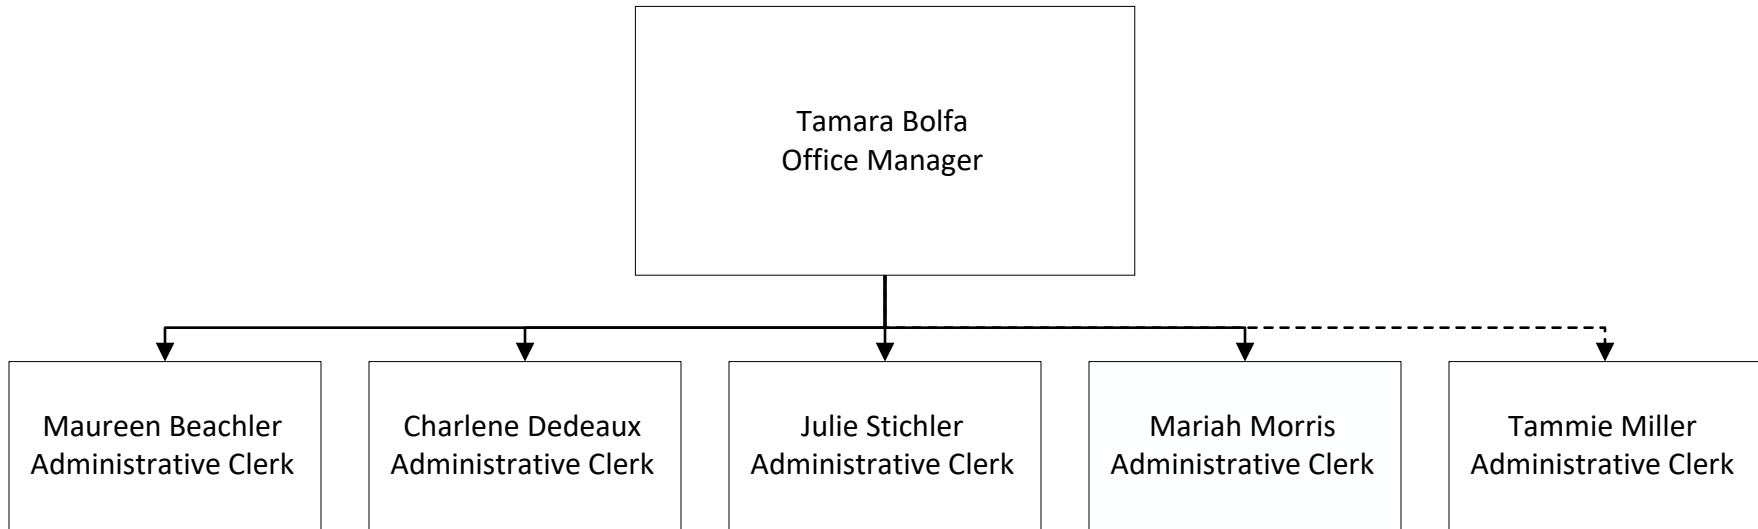 Tamara Bolfa
Office Manager
Maureen Beachler
Administrative Clerk
Charlene Dedeaux
Administrative Clerk
Julie Stichler
Administrative Clerk
Mariah Morris
Administrative Clerk
Tammie Miller
Administrative Clerk